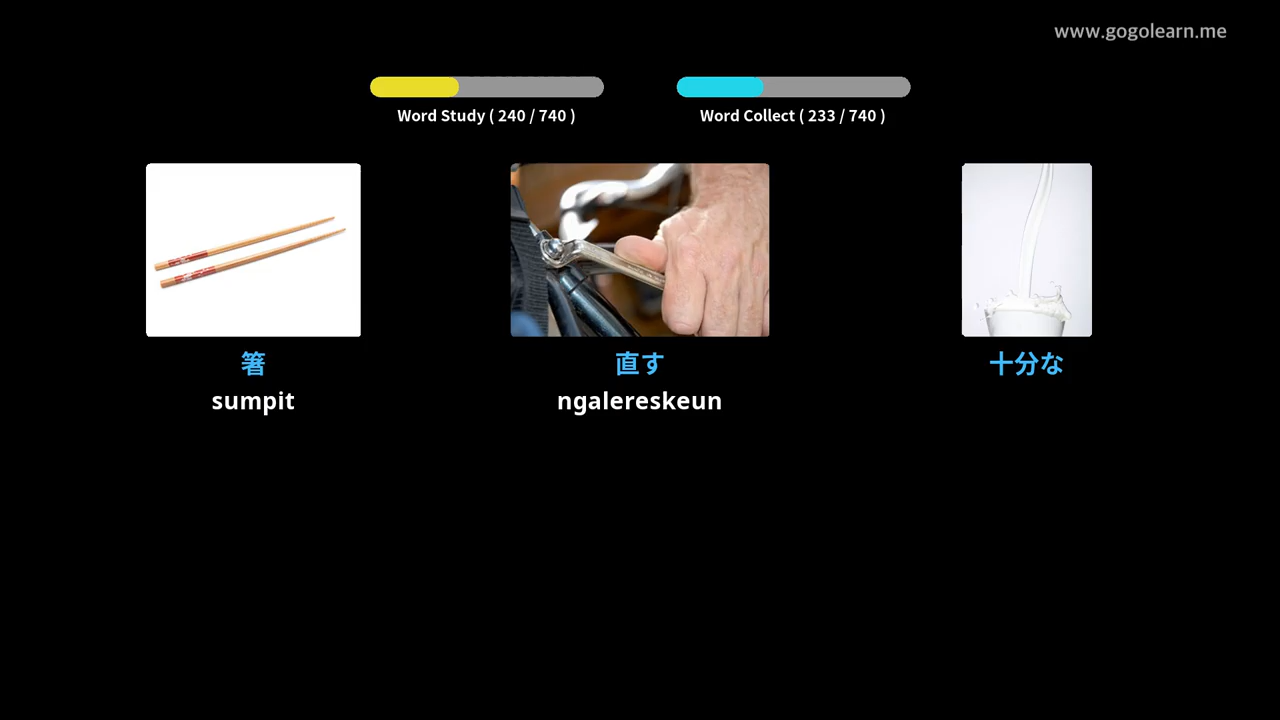 www.gogolearn.me
Word Study ( 240 / 740 )
Word Collect ( 233 / 740 )
箸
sumpit
直す
ngalereskeun
十分な